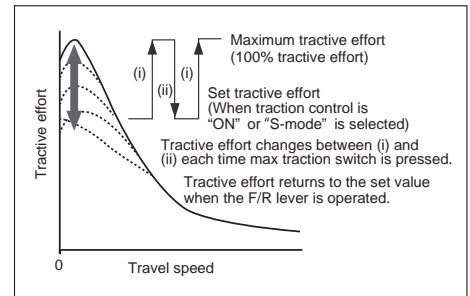 Maximum tractive effort
(100% tractive effort)
(i)
(i)
(ii)
Set tractive effort
(When traction control is
"ON" or "S-mode" is selected)
Tractive effort changes between (i) and
(ii) each time max traction switch is pressed.
Tractive effort returns to the set value
when the F/R lever is operated.
Tractive effort
0
Travel speed